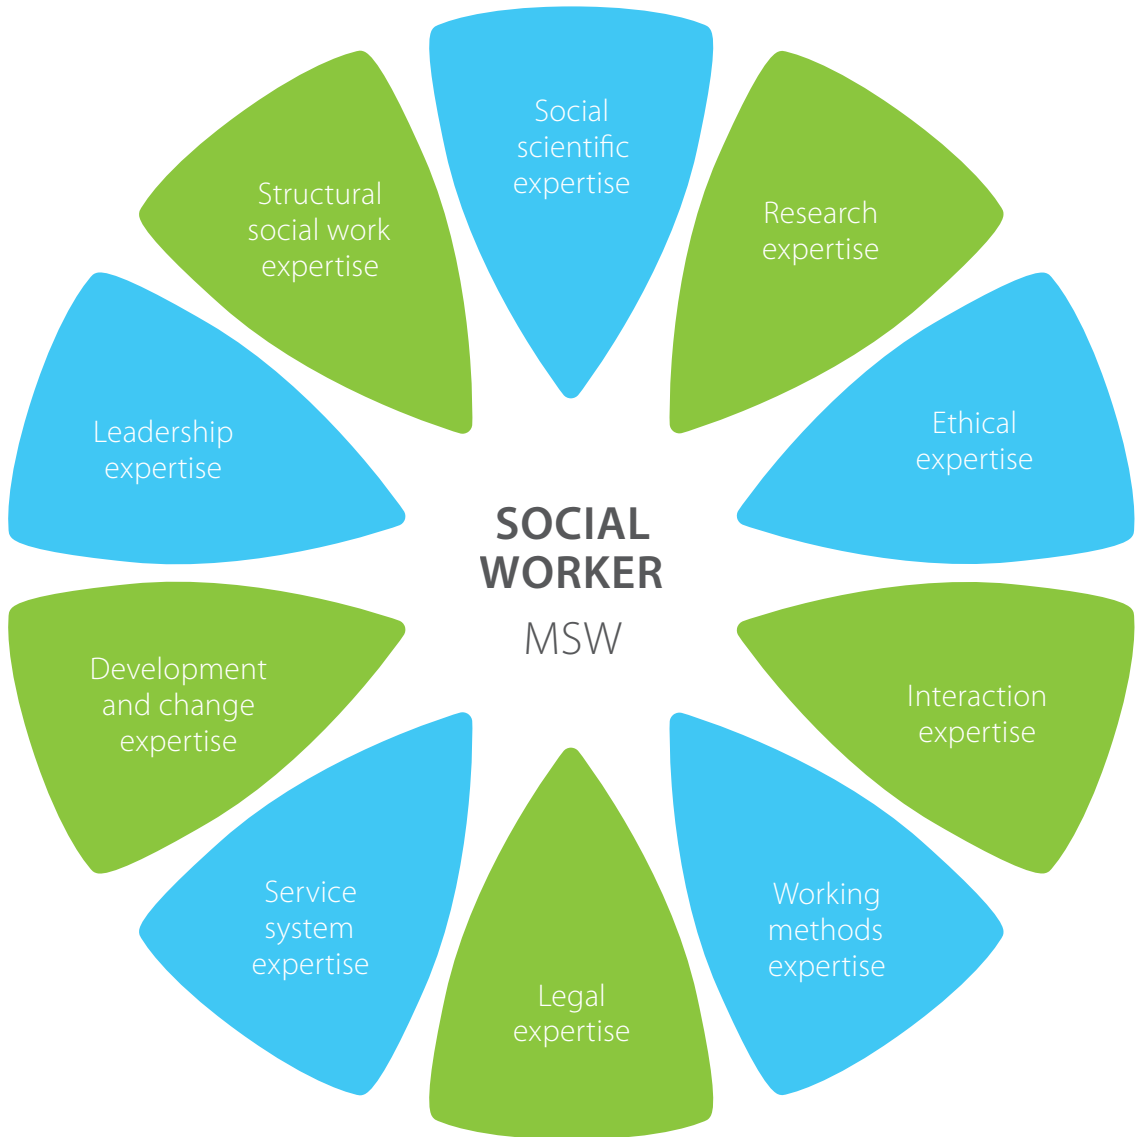 Social
scientific
expertise
Research
expertise
Ethical
expertise
Interaction
expertise
Working
methods
expertise
Legal
expertise
Service
system
expertise
Development
and change
expertise
Leadership
expertise
Structural
social work
expertise
SOCIAL
WORKER
MSW